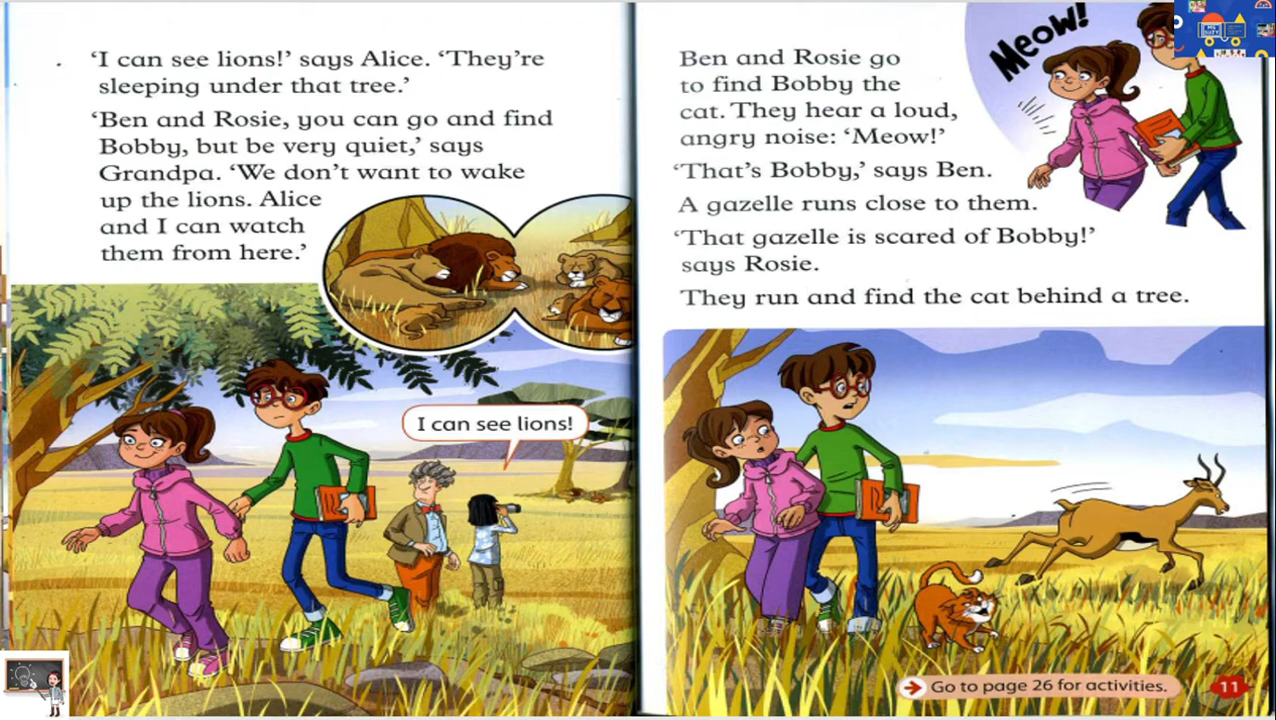 ‘I can see lions!’ says Alice. ‘They’re
sleeping under that tree.’
‘Ben and Rosie, you can go and find
Bobby, but be very quiet,’ says
Grandpa. ‘We don’t want to wake
up the lions. Alice
and I can watch
them from here.’
I can see lions!
Ben and Rosie go
to find Bobby the
cat. They hear a loud,
angry noise: ‘Meow!’
‘That’s Bobby,’ says Ben.
A gazelle runs close to them.
‘That gazelle is scared of Bobby!’
says Rosie.
They run and find the cat behind a tree.
Meow!
Go to page 26 for activities.
11